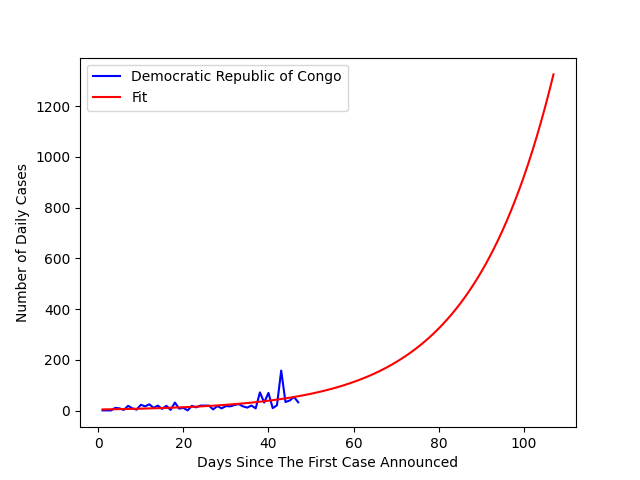 Democratic Republic of Congo
Fit
1200
1000
800
600
400
200
0
Number of Daily Cases
0 20 40 60 80 100
Days Since The First Case Announced